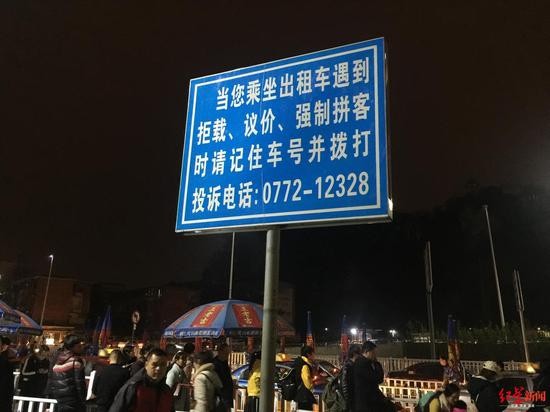 当您乘坐出租车遇到
拒载、议价、强制拼客
时请记住车号并拨打
投诉电话:0772-12328
红星新闻